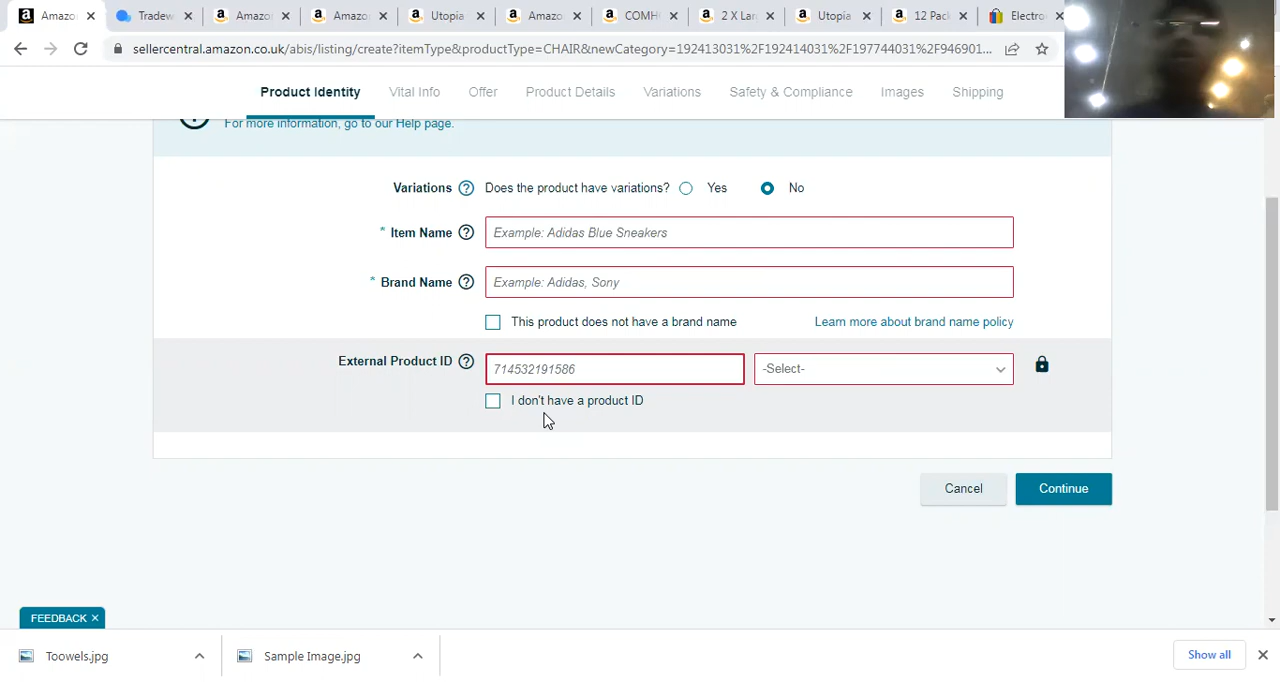 Amazo
Tradew
Amazon
Amazo
Utopia
Amazo
COMH
2 X Lar
Utopia
12 Pack
Electro
sellercentral.amazon.co.uk/abis/listing/create?itemType&productType=CHAIR&newCategory=192413031%2F192414031%2F197744031%2F946901...
Product Identity Vital Info Offer Product Details Variations Safety & Compliance Images Shipping
For more information, go to our Help page.
Variations ? Does the product have variations? Yes No
* Item Name ? Example: Adidas Blue Sneakers
* Brand Name ? Example: Adidas, Sony
This product does not have a brand name Learn more about brand name policy
External Product ID ? 714532191586 -Select-
I don't have a product ID
Cancel Continue
FEEDBACK ×
Toowels.jpg Sample Image.jpg Show all